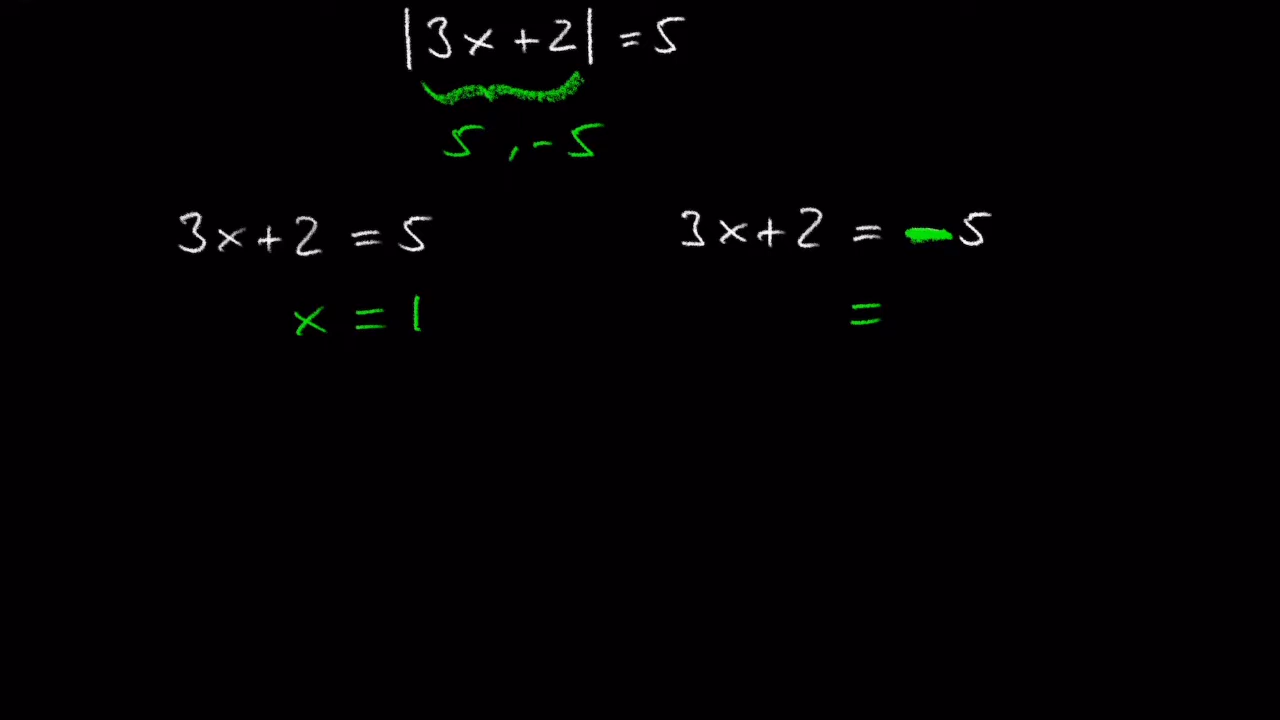 |3x+2| = 5
5, -5
3x+2 = 5 3x+2 = -5
x = 1 =